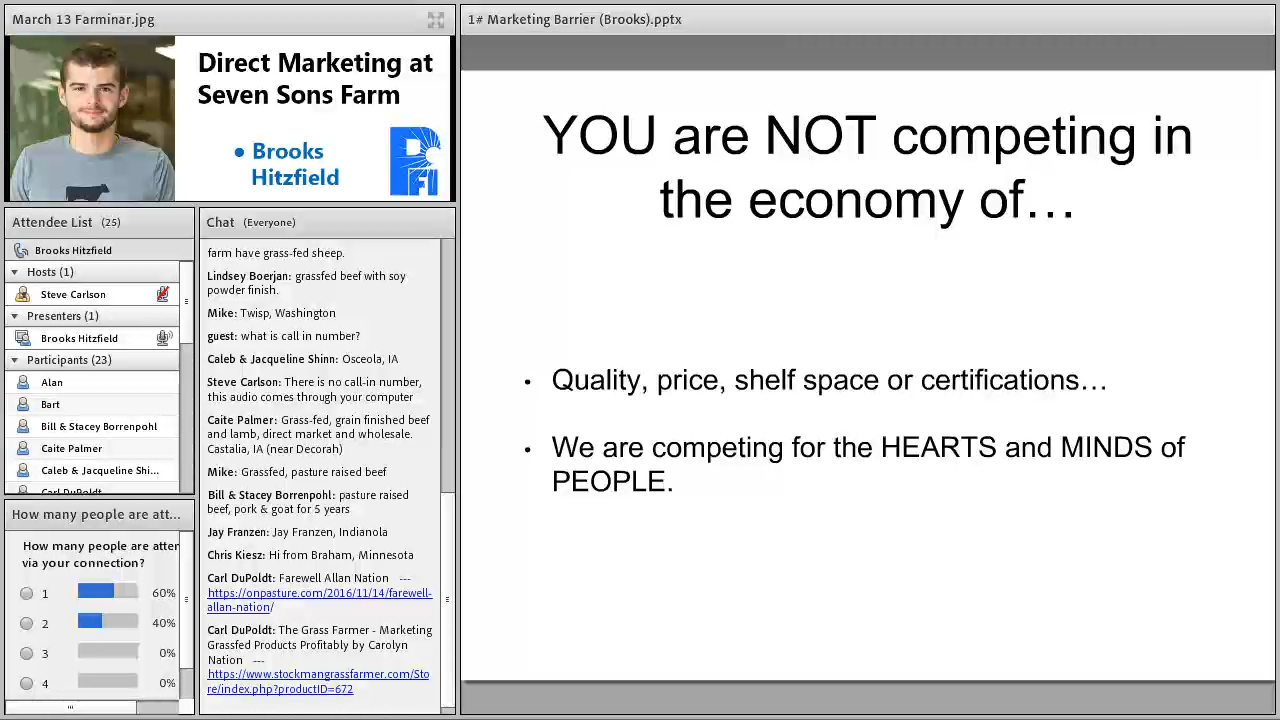 March 13 Farminar.jpg
Direct Marketing at
Seven Sons Farm
• Brooks
Hitzfield
PFI
Attendee List (25)
Brooks Hitzfield
Hosts (1)
Steve Carlson
Presenters (1)
Brooks Hitzfield
Participants (23)
Alan
Bart
Bill & Stacey Borrenpohl
Caite Palmer
Caleb & Jacqueline Shi...
Carl DuPoldt
How many people are att...
How many people are atten
via your connection?
1 60%
2 40%
3 0%
4 0%
Chat (Everyone)
farm have grass-fed sheep.
Lindsey Boerjan: grassfed beef with soy
powder finish.
Mike: Twisp, Washington
guest: what is call in number?
Caleb & Jacqueline Shinn: Osceola, IA
Steve Carlson: There is no call-in number,
this audio comes through your computer
Caite Palmer: Grass-fed, grain finished beef
and lamb, direct market and wholesale.
Castalia, IA (near Decorah)
Mike: Grassfed, pasture raised beef
Bill & Stacey Borrenpohl: pasture raised
beef, pork & goat for 5 years
Jay Franzen: Jay Franzen, Indianola
Chris Kiesz: Hi from Braham, Minnesota
Carl DuPoldt: Farewell Allan Nation ---
https://onpasture.com/2016/11/14/farewell-
allan-nation/
Carl DuPoldt: The Grass Farmer - Marketing
Grassfed Products Profitably by Carolyn
Nation ---
https://www.stockmangrassfarmer.com/Sto
re/index.php?productID=672
1# Marketing Barrier (Brooks).pptx
YOU are NOT competing in
the economy of…
• Quality, price, shelf space or certifications…
• We are competing for the HEARTS and MINDS of
PEOPLE.